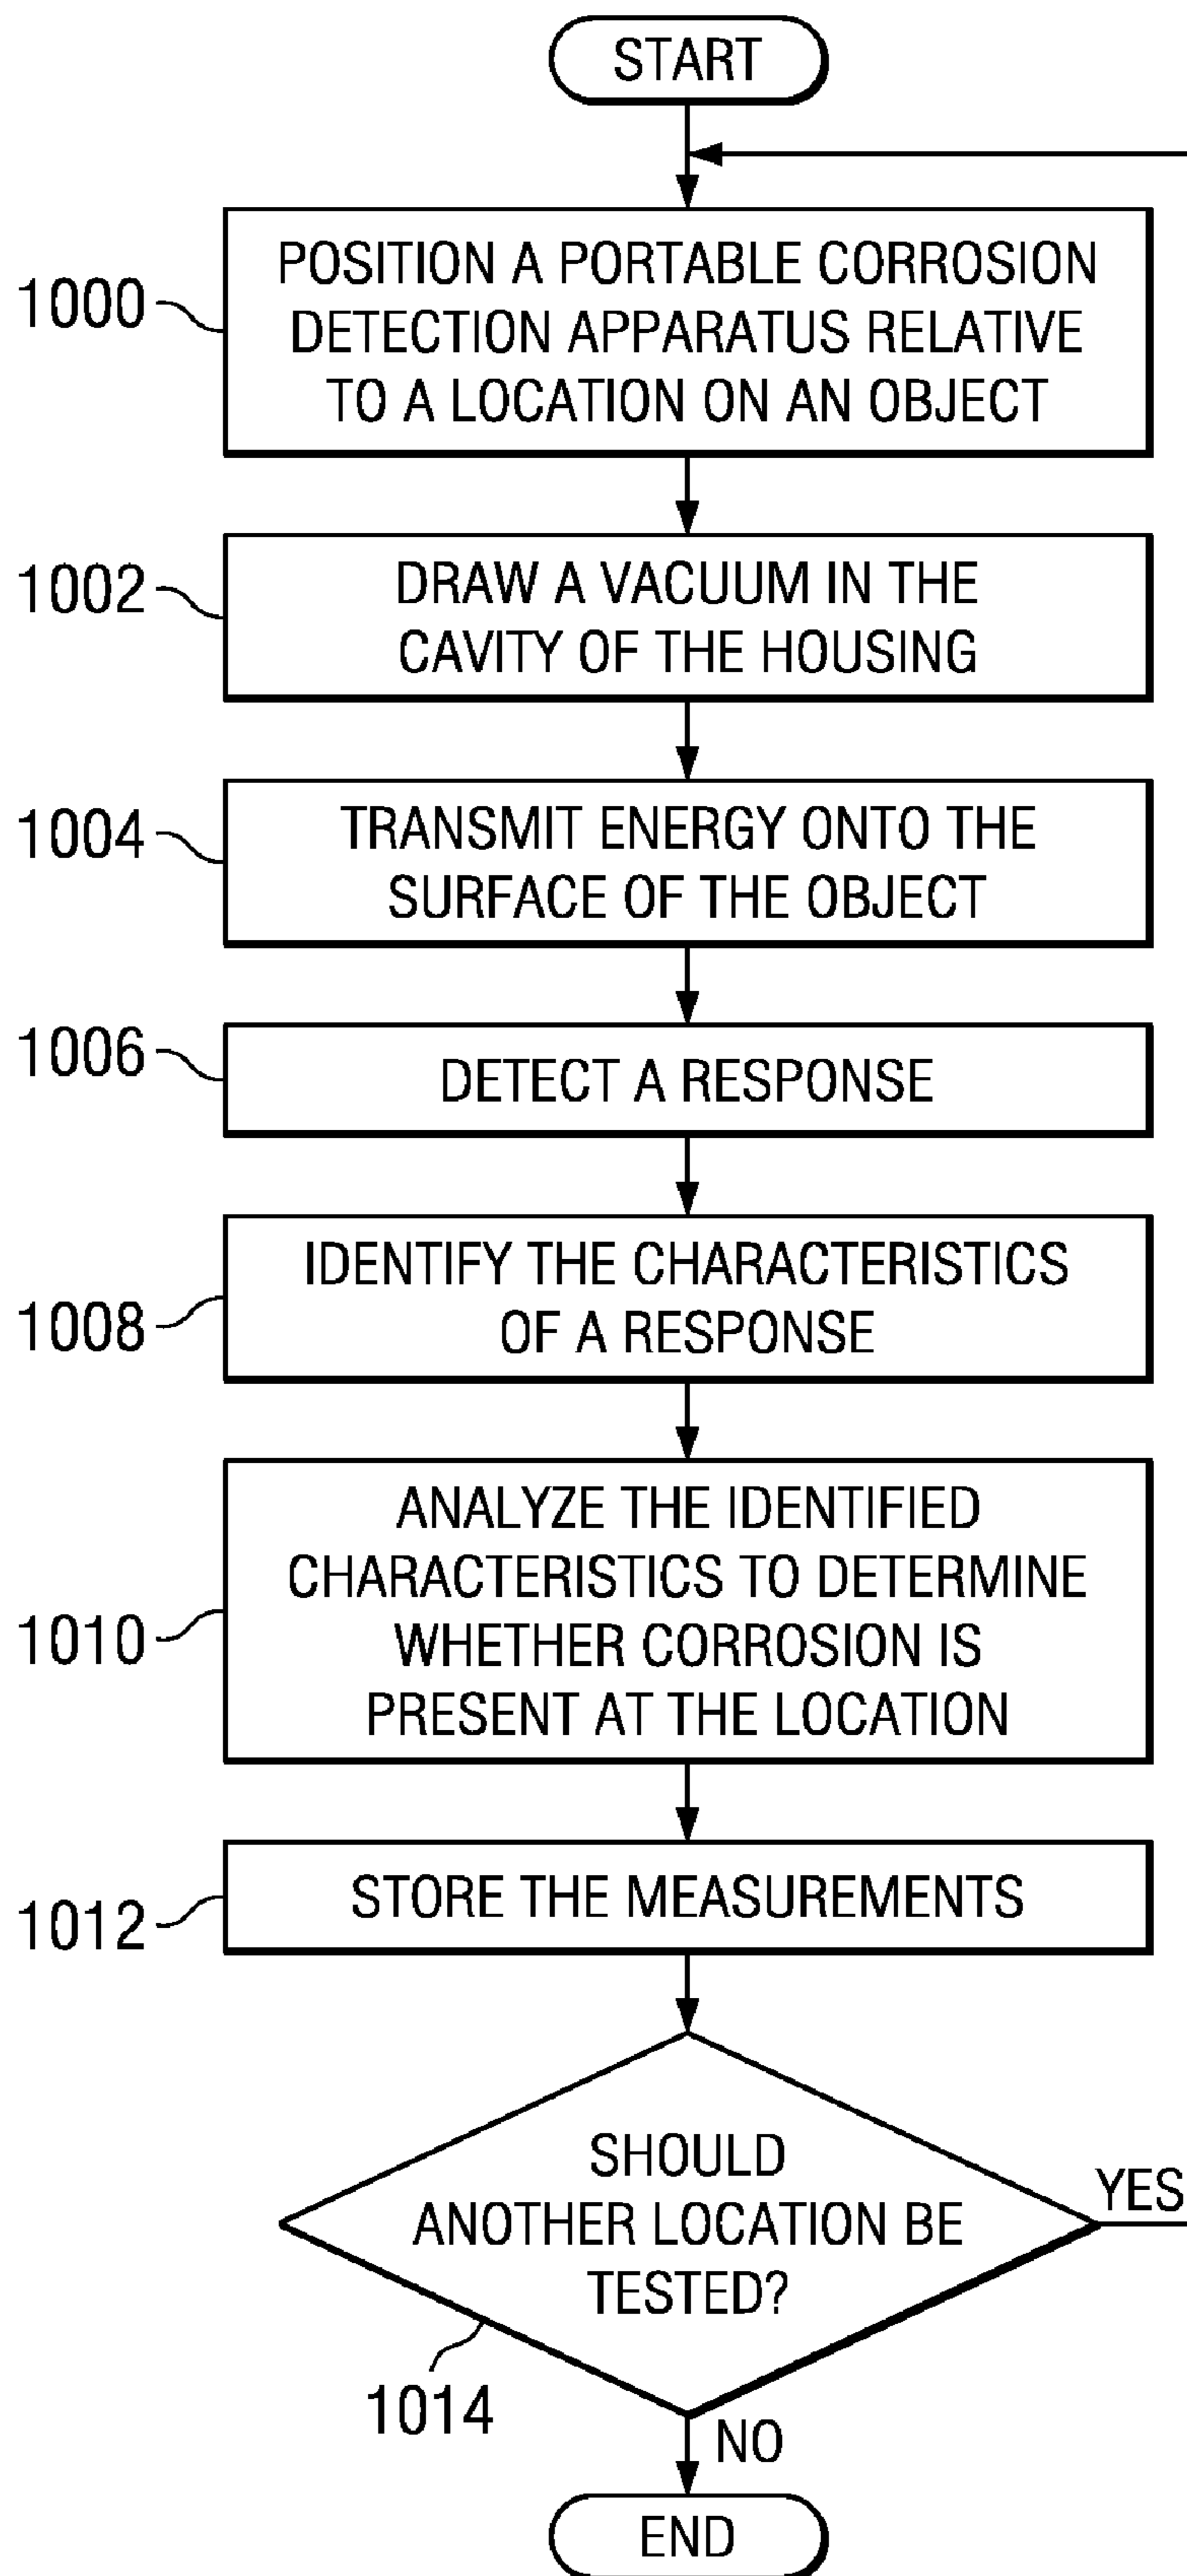 START
1000
POSITION A PORTABLE CORROSION
DETECTION APPARATUS RELATIVE
TO A LOCATION ON AN OBJECT
1002
DRAW A VACUUM IN THE
CAVITY OF THE HOUSING
1004
TRANSMIT ENERGY ONTO THE
SURFACE OF THE OBJECT
1006
DETECT A RESPONSE
1008
IDENTIFY THE CHARACTERISTICS
OF A RESPONSE
1010
ANALYZE THE IDENTIFIED
CHARACTERISTICS TO DETERMINE
WHETHER CORROSION IS
PRESENT AT THE LOCATION
1012
STORE THE MEASUREMENTS
SHOULD
ANOTHER LOCATION BE
TESTED?
YES
1014
NO
END